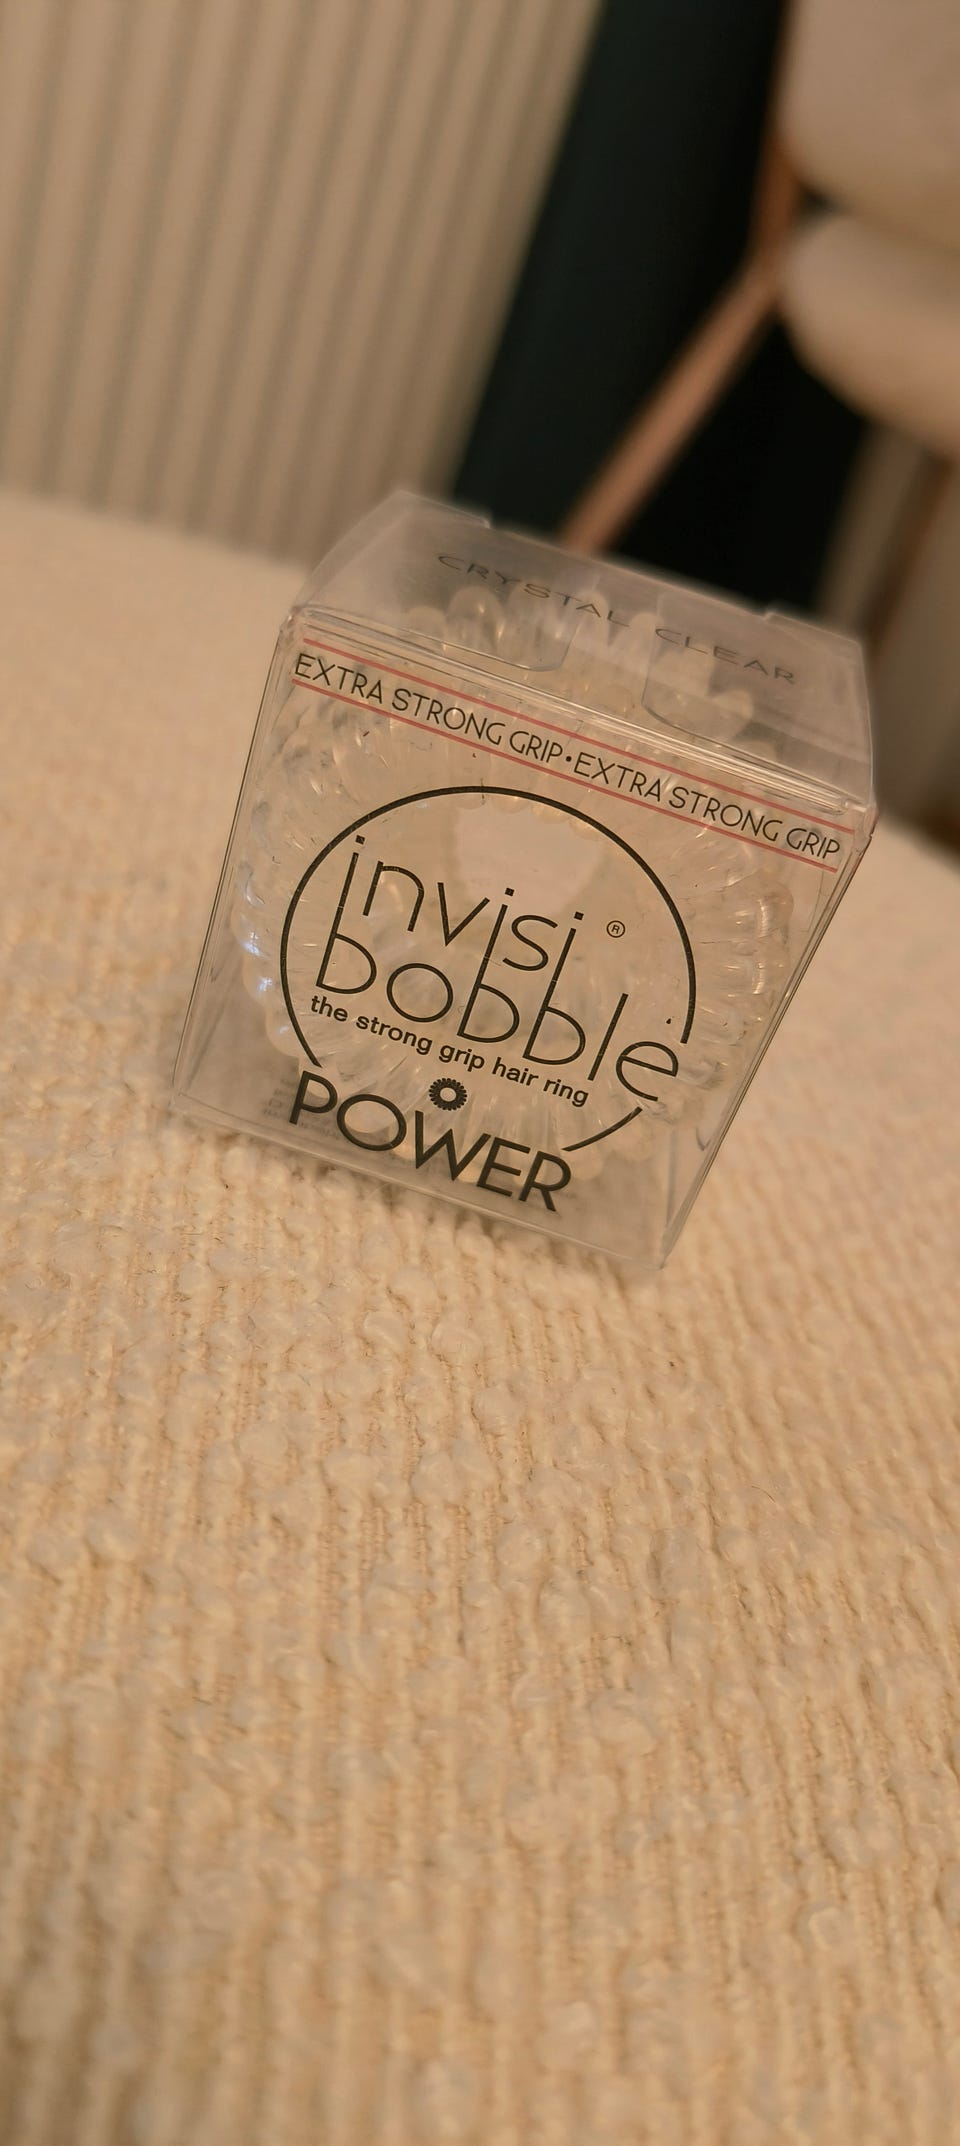 CRYSTAL CLEAR
EXTRA STRONG GRIP•EXTRA STRONG GRIP
invisi®
bobble
the strong grip hair ring
POWER